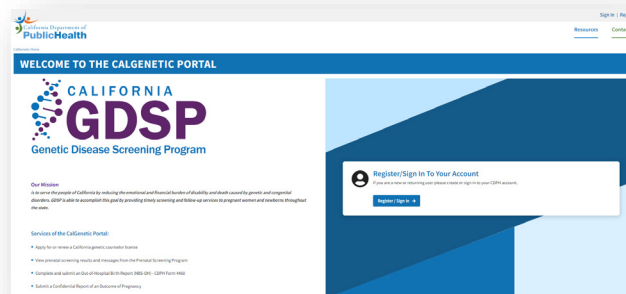 Sign In | Reg
California Department of
PublicHealth
Resources Contac
CalGenetic Home
WELCOME TO THE CALGENETIC PORTAL
CALIFORNIA
GDSP
Genetic Disease Screening Program
Register/Sign In To Your Account
If you are a new or returning user please create or sign in to your CDPH account.
Register / Sign In →
Our Mission
is to serve the people of California by reducing the emotional and financial burden of disability and death caused by genetic and congenital
disorders. GDSP is able to accomplish this goal by providing timely screening and follow-up services to pregnant women and newborns throughout
the state.
Services of the CalGenetic Portal:
• Apply for or renew a California genetic counselor license
• View prenatal screening results and messages from the Prenatal Screening Program
• Complete and submit an Out-of-Hospital Birth Report (NBS-OH) - CDPH Form 4460
• Submit a Confidential Report of an Outcome of Pregnancy